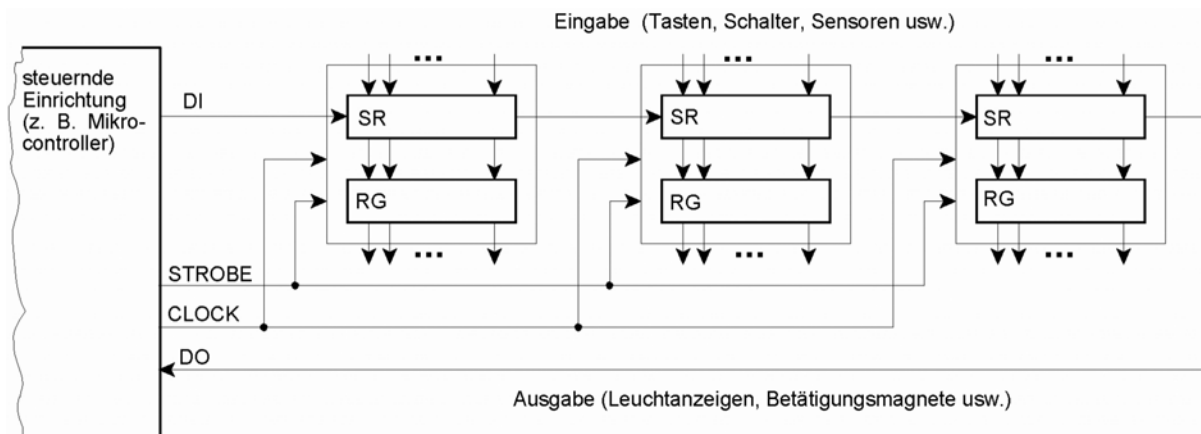 Eingabe (Tasten, Schalter, Sensoren usw.)
steuernde
Einrichtung
(z. B. Mikro-
controller)
DI
SR
SR
SR
RG
RG
RG
STROBE
CLOCK
DO
Ausgabe (Leuchtanzeigen, Betätigungsmagnete usw.)